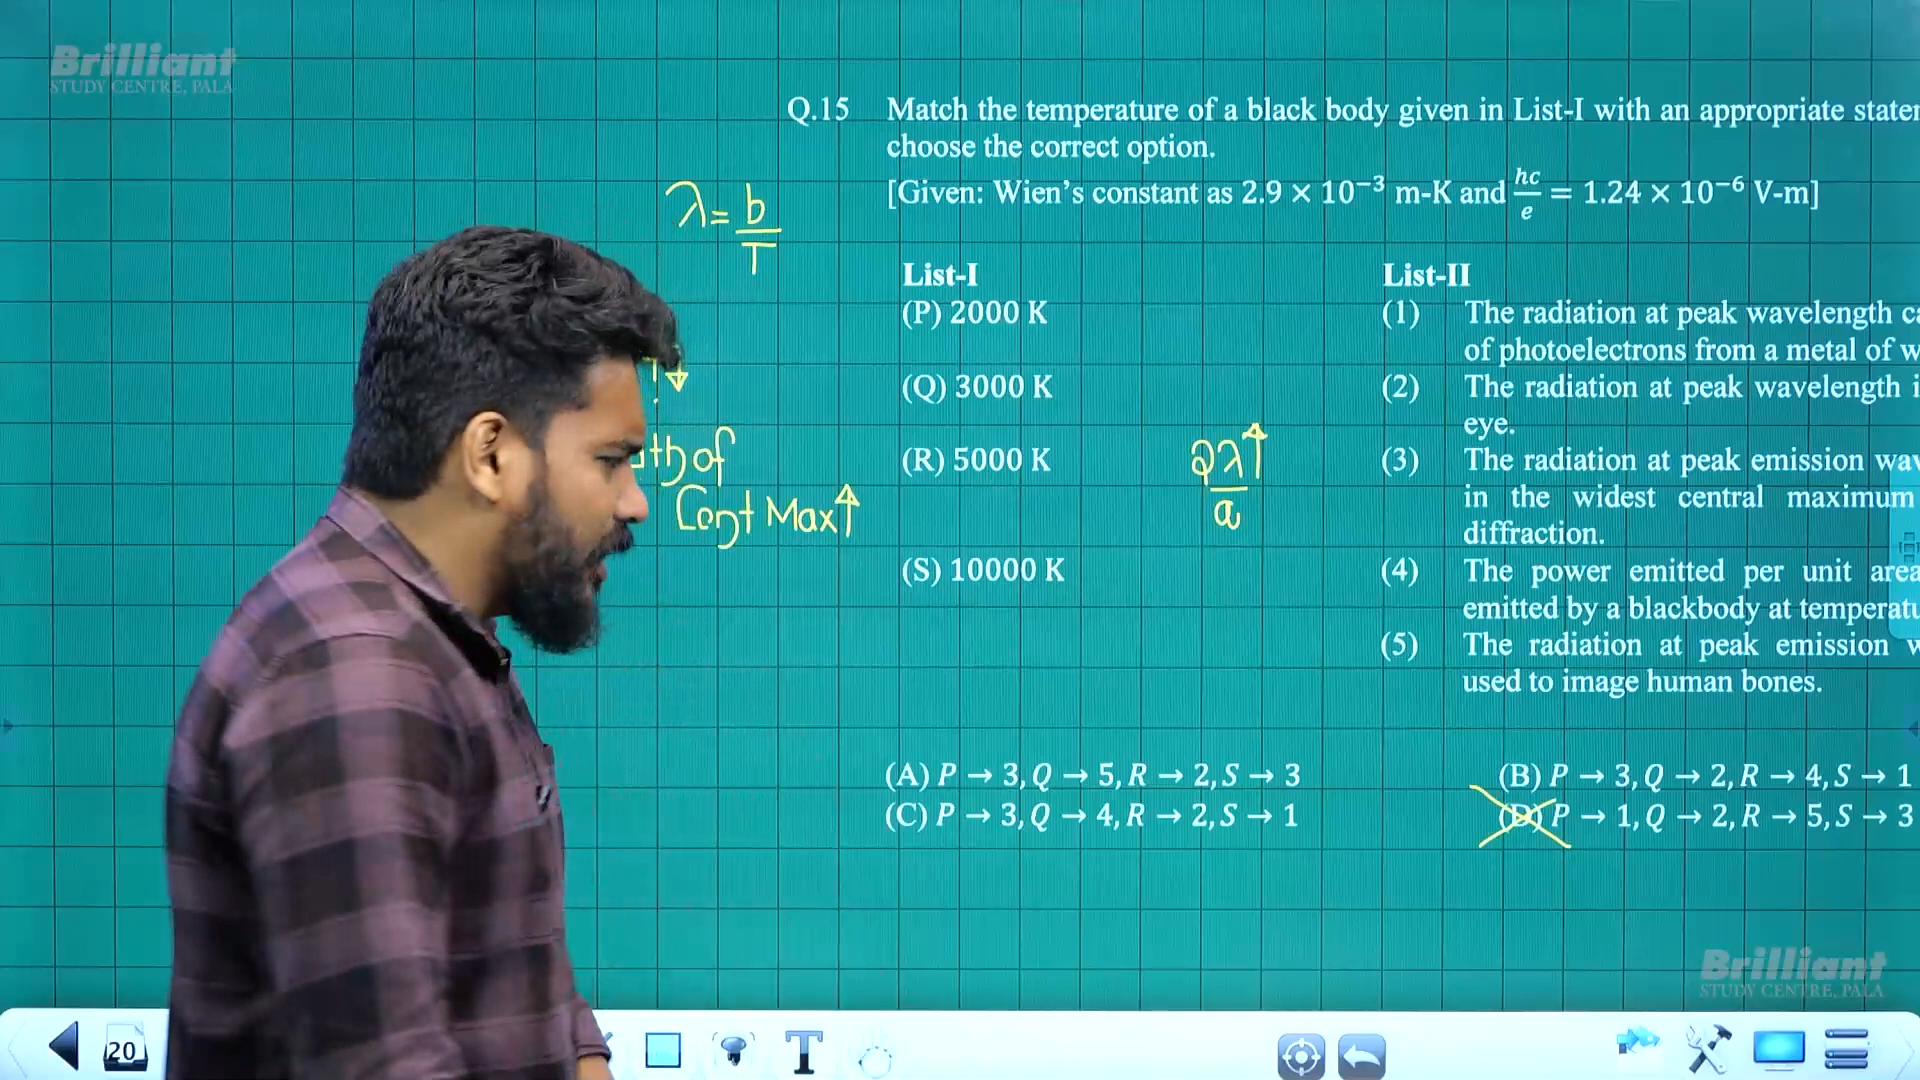 Brilliant
STUDY CENTRE, PALA
Q.15 Match the temperature of a black body given in List-I with an appropriate
choose the correct option.
[Given: Wien's constant as 2.9 × 10⁻³ m-K and hc/e = 1.24 × 10⁻⁶ V-m]
λ = b/T
List-I List-II
(P) 2000 K (1) The radiation at peak wavelength
of photoelectrons from a metal of
(Q) 3000 K (2) The radiation at peak wavelength
eye.
(R) 5000 K (3) The radiation at peak emission
in the widest central maximum
diffraction.
(S) 10000 K (4) The power emitted per unit area
emitted by a blackbody at
(5) The radiation at peak emission
used to image human bones.
of
Cent Max↑
2λ↑/a
(A) P → 3, Q → 5, R → 2, S → 3 (B) P → 3, Q → 2, R → 4, S → 1
(C) P → 3, Q → 4, R → 2, S → 1 (D) P → 1, Q → 2, R → 5, S → 3
Brilliant
STUDY CENTRE, PALA
20
T